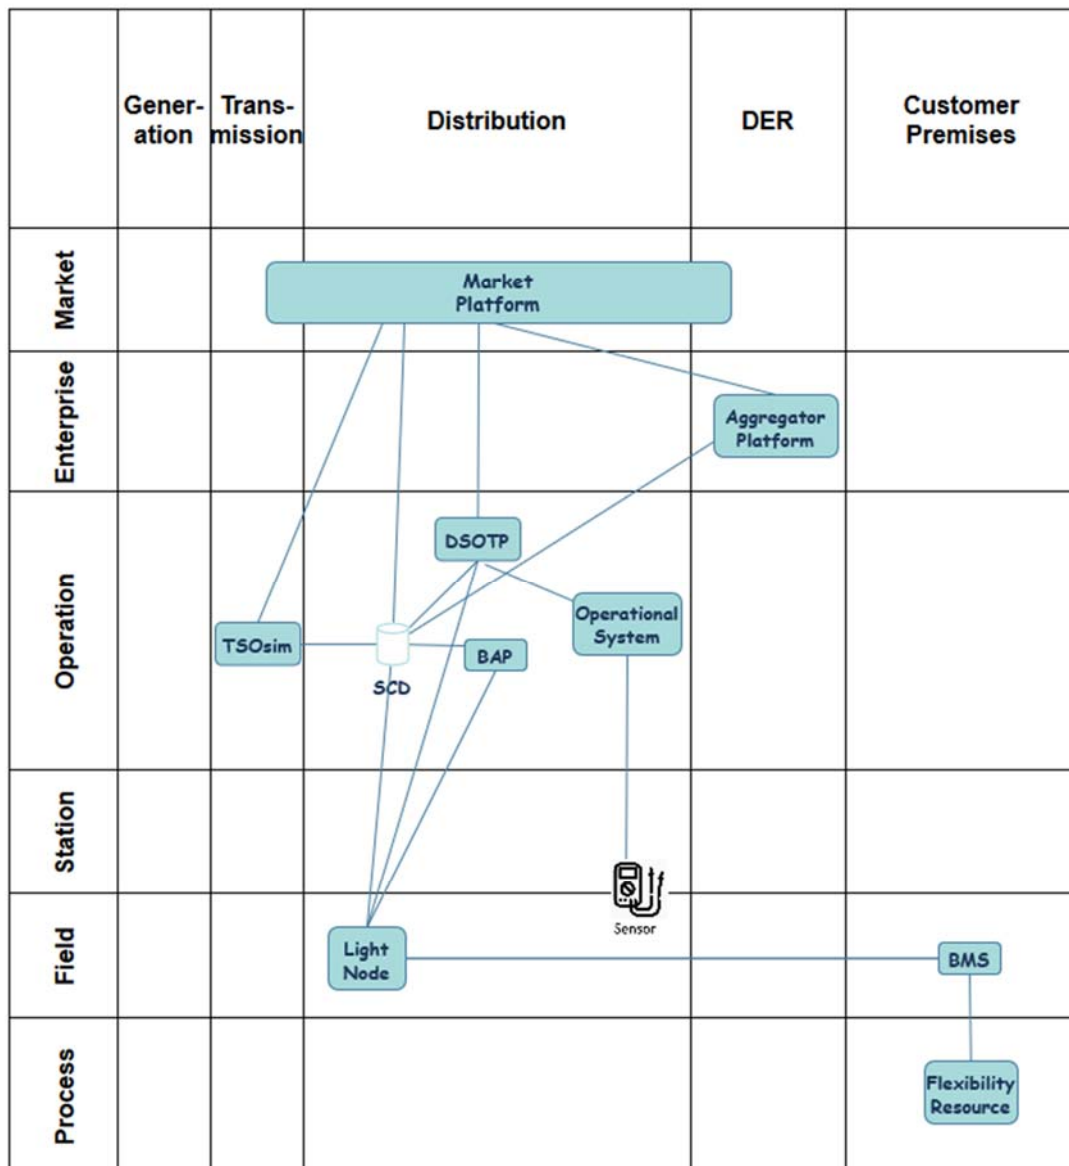 Gener-
ation
Trans-
mission
Distribution
DER
Customer
Premises
Market
Market
Platform
Enterprise
Aggregator
Platform
Operation
DSOTP
Operational
System
TSOsim
BAP
SCD
Station
Sensor
Field
Light
Node
BMS
Process
Flexibility
Resource